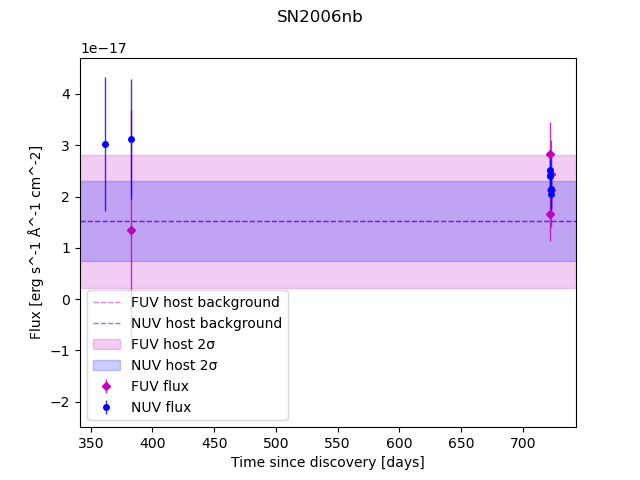 SN2006nb
1e−17
4
3
2
1
0
−1
−2
Flux [erg s^-1 Å^-1 cm^-2]
FUV host background
NUV host background
FUV host 2σ
NUV host 2σ
FUV flux
NUV flux
350 400 450 500 550 600 650 700
Time since discovery [days]